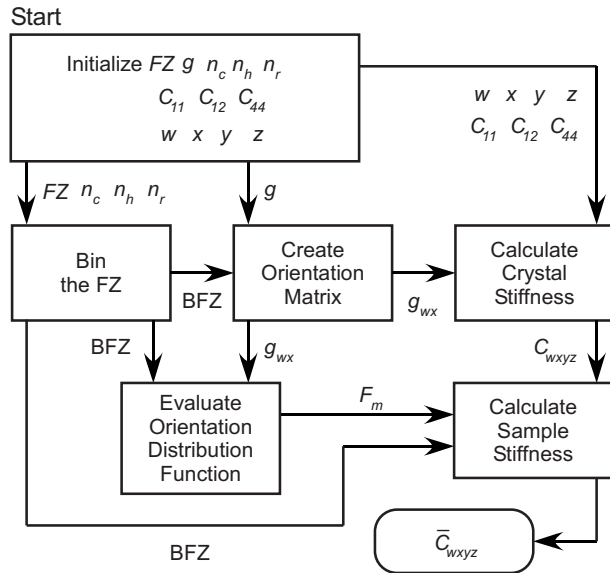 Start
Initialize FZ g n_c n_h n_r
C_11 C_12 C_44
w x y z
w x y z
C_11 C_12 C_44
FZ n_c n_h n_r
g
Bin
the FZ
BFZ
Create
Orientation
Matrix
g_wx
Calculate
Crystal
Stiffness
BFZ
g_wx
C_wxyz
Evaluate
Orientation
Distribution
Function
F_m
Calculate
Sample
Stiffness
BFZ
C̅_wxyz